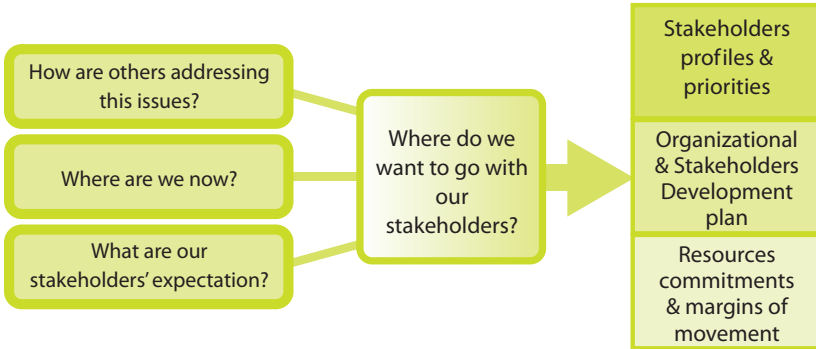 How are others addressing
this issues?
Where are we now?
What are our
stakeholders’ expectation?
Where do we
want to go with
our
stakeholders?
Stakeholders
profiles &
priorities
Organizational
& Stakeholders
Development
plan
Resources
commitments
& margins of
movement